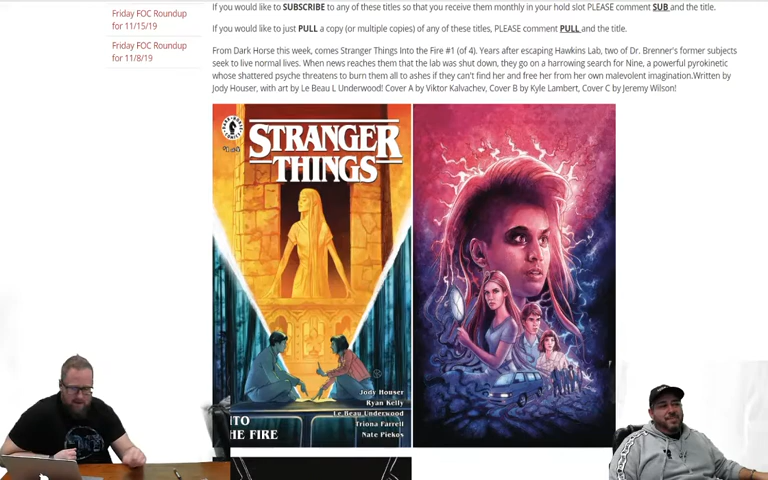 If you would like to SUBSCRIBE to any of these titles so that you receive them monthly in your hold slot PLEASE comment SUB and the title.
Friday FOC Roundup
for 11/15/19
If you would like to just PULL a copy (or multiple copies) of any of these titles, PLEASE comment PULL and the title.
Friday FOC Roundup
for 11/8/19
From Dark Horse this week, comes Stranger Things Into the Fire #1 (of 4). Years after escaping Hawkins Lab, two of Dr. Brenner's former subjects
seek to live normal lives. When news reaches them that the lab was shut down, they go on a harrowing search for Nine, a powerful pyrokinetic
whose shattered psyche threatens to burn them all to ashes if they can't find her and free her from her own malevolent imagination.Written by
Jody Houser, with art by Le Beau L Underwood! Cover A by Viktor Kalvachev, Cover B by Kyle Lambert, Cover C by Jeremy Wilson!
STRANGER
THINGS
Jody Houser
Ryan Kelly
Le Beau Underwood
Triona Farrell
Nate Piekos
NTO
HE FIRE